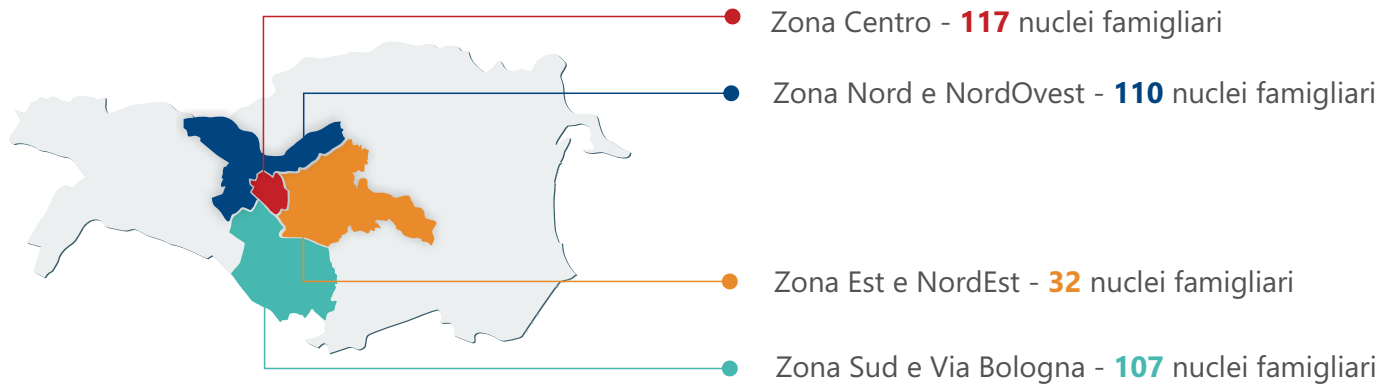 Zona Centro - 117 nuclei famigliari
Zona Nord e NordOvest - 110 nuclei famigliari
Zona Est e NordEst - 32 nuclei famigliari
Zona Sud e Via Bologna - 107 nuclei famigliari